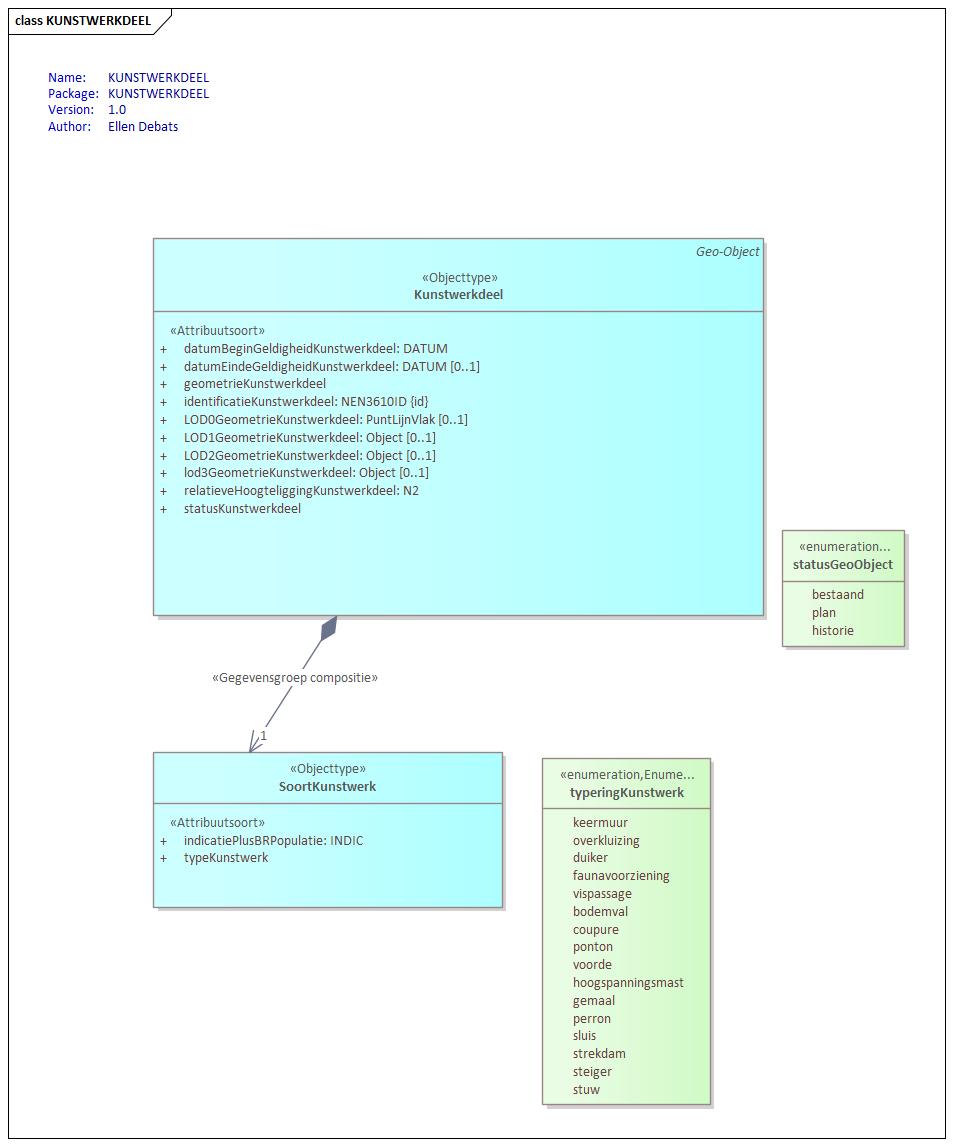 class KUNSTWERKDEEL
Name: KUNSTWERKDEEL
Package: KUNSTWERKDEEL
Version: 1.0
Author: Ellen Debats
Geo-Object
«Objecttype»
Kunstwerkdeel
«Attribuutsoort»
+ datumBeginGeldigheidKunstwerkdeel: DATUM
+ datumEindeGeldigheidKunstwerkdeel: DATUM [0..1]
+ geometrieKunstwerkdeel
+ identificatieKunstwerkdeel: NEN3610ID {id}
+ LOD0GeometrieKunstwerkdeel: PuntLijnVlak [0..1]
+ LOD1GeometrieKunstwerkdeel: Object [0..1]
+ LOD2GeometrieKunstwerkdeel: Object [0..1]
+ lod3GeometrieKunstwerkdeel: Object [0..1]
+ relatieveHoogteliggingKunstwerkdeel: N2
+ statusKunstwerkdeel
«enumeration...
statusGeoObject
bestaand
plan
historie
«Gegevensgroep compositie»
1
«Objecttype»
SoortKunstwerk
«Attribuutsoort»
+ indicatiePlusBRPopulatie: INDIC
+ typeKunstwerk
«enumeration,Enume...
typeringKunstwerk
keermuur
overkluizing
duiker
faunavoorziening
vispassage
bodemval
coupure
ponton
voorde
hoogspanningsmast
gemaal
perron
sluis
strekdam
steiger
stuw